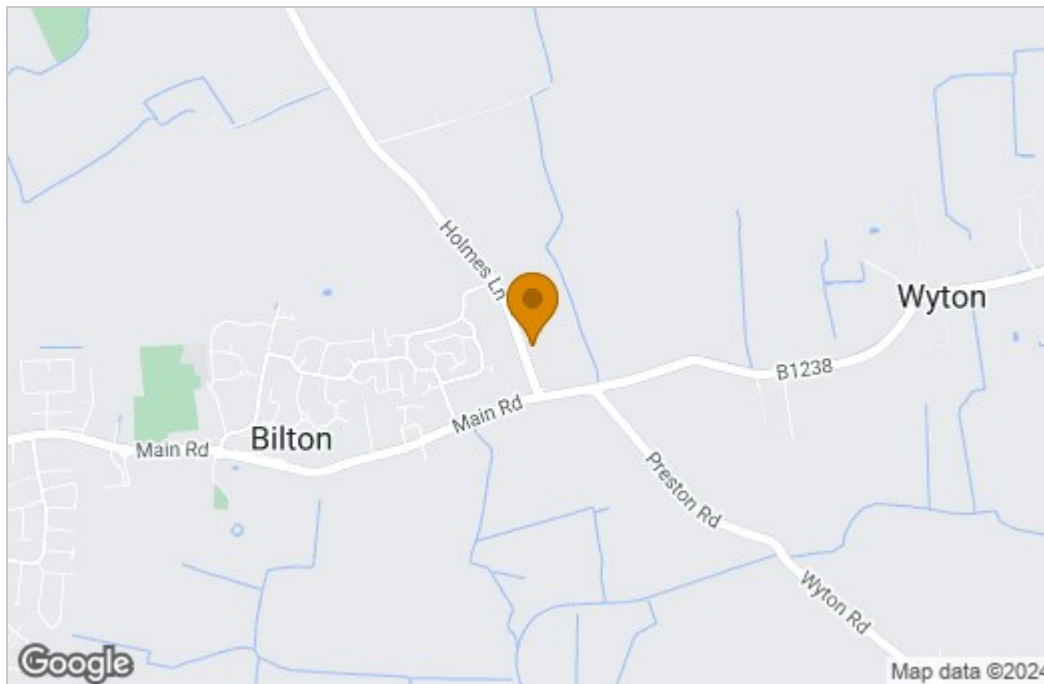 Holmes Ln
Wyton
B1238
Main Rd
Bilton
Main Rd
Preston Rd
Wyton Rd
Google
Map data ©2024